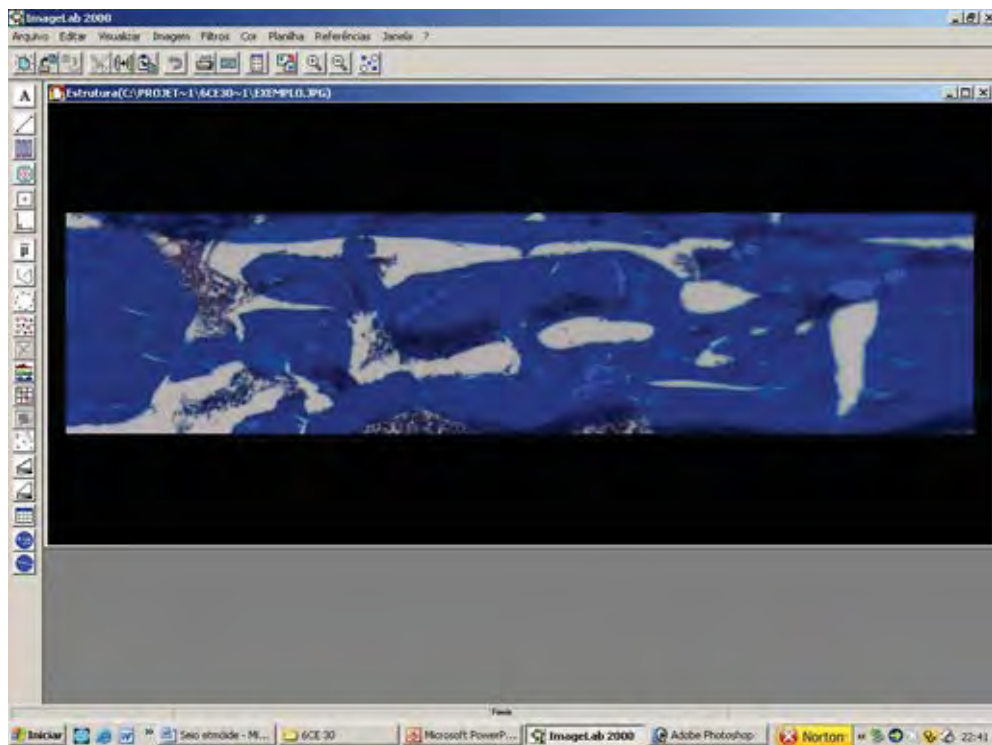 ImageLab 2000
Arquivo Editar Visualizar Imagem Filtros Cor Planilha Referências Janela ?
Estrutura(C:\PROJET~1\6CE30~1\EXEMPLO.JPG)
A
Iniciar Seio etmóide - Mi... 6CE 30 Microsoft PowerP... ImageLab 2000 Adobe Photoshop Norton 22:41